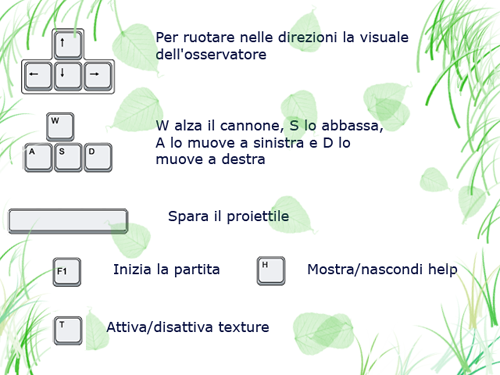 ↑
← ↓ →
Per ruotare nelle direzioni la visuale
dell'osservatore
W
A S D
W alza il cannone, S lo abbassa,
A lo muove a sinistra e D lo
muove a destra
Spara il proiettile
F1 Inizia la partita
H Mostra/nascondi help
T Attiva/disattiva texture